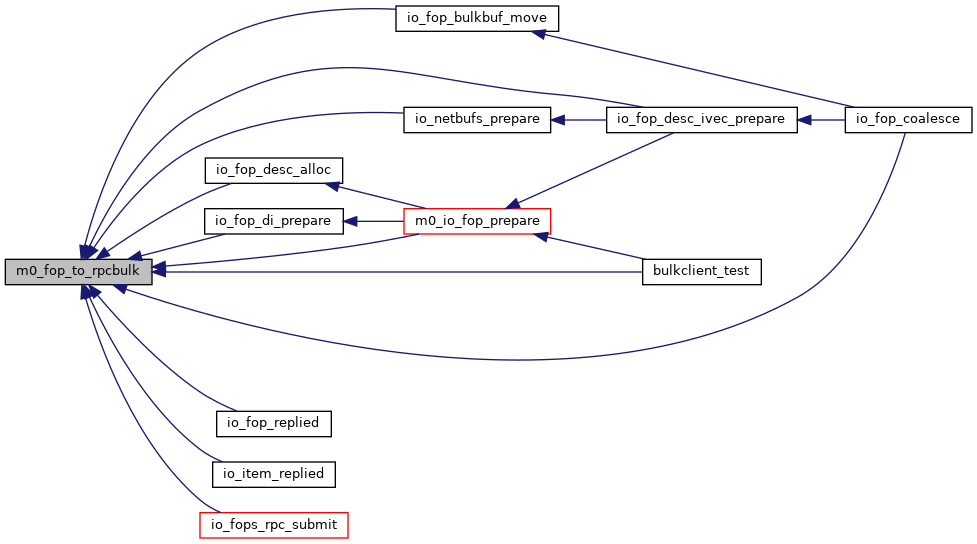 io_fop_bulkbuf_move
io_netbufs_prepare
io_fop_desc_ivec_prepare
io_fop_coalesce
io_fop_desc_alloc
io_fop_di_prepare
m0_io_fop_prepare
m0_fop_to_rpcbulk
bulkclient_test
io_fop_replied
io_item_replied
io_fops_rpc_submit